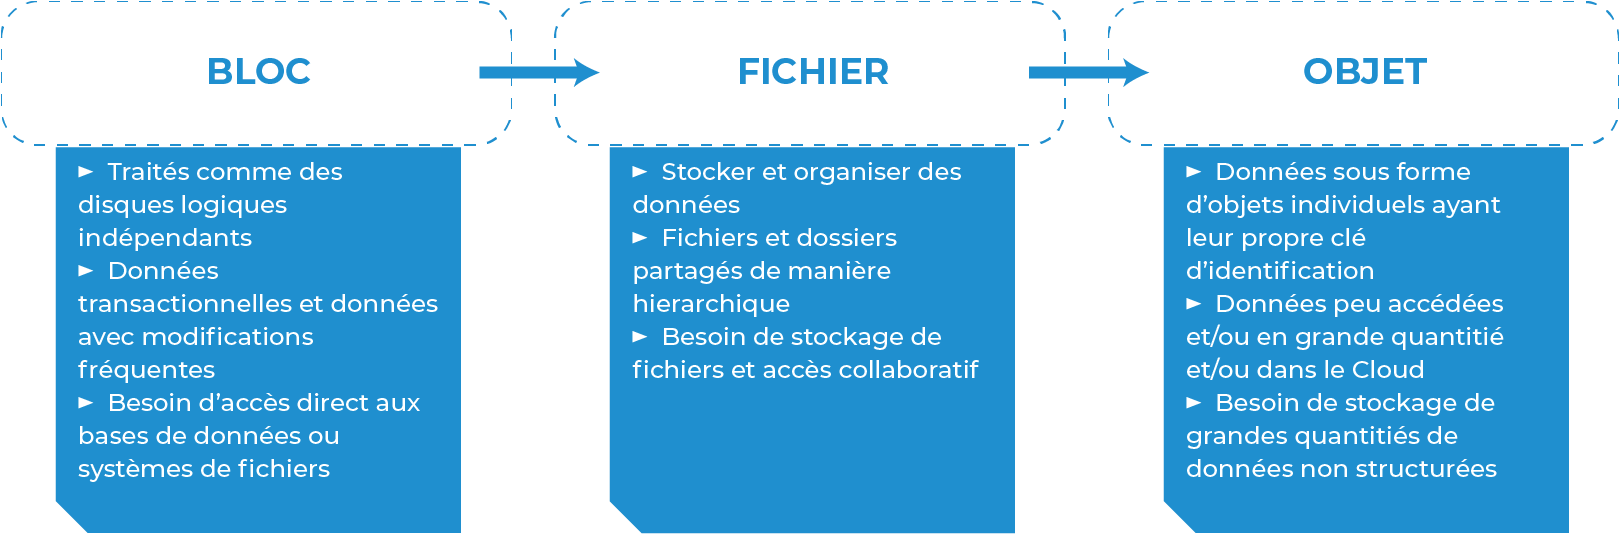 BLOC
► Traités comme des
disques logiques
indépendants
► Données
transactionnelles et données
avec modifications
fréquentes
► Besoin d’accès direct aux
bases de données ou
systèmes de fichiers
FICHIER
► Stocker et organiser des
données
► Fichiers et dossiers
partagés de manière
hierarchique
► Besoin de stockage de
fichiers et accès collaboratif
OBJET
► Données sous forme
d’objets individuels ayant
leur propre clé
d’identification
► Données peu accédées
et/ou en grande quantitié
et/ou dans le Cloud
► Besoin de stockage de
grandes quantitiés de
données non structurées